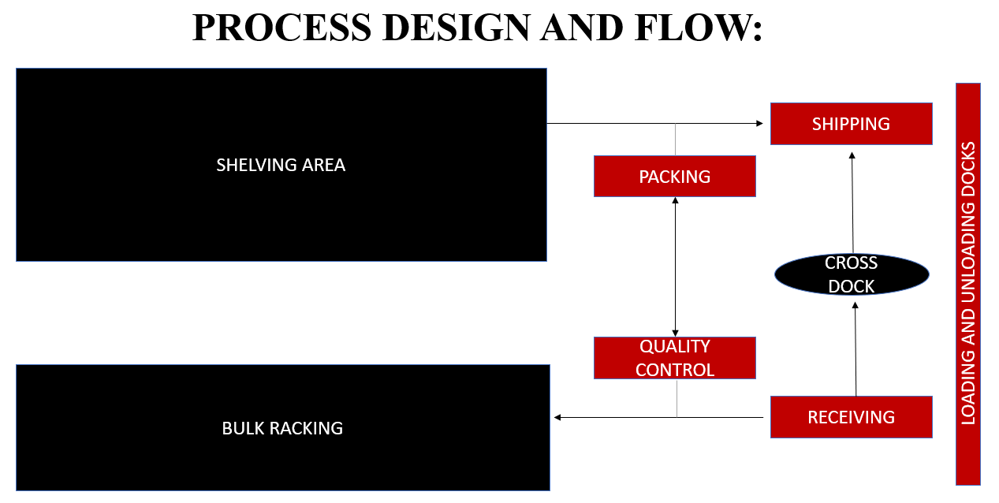 PROCESS DESIGN AND FLOW:
SHELVING AREA
SHIPPING
PACKING
CROSS
DOCK
QUALITY
CONTROL
BULK RACKING
RECEIVING
LOADING AND UNLOADING DOCKS